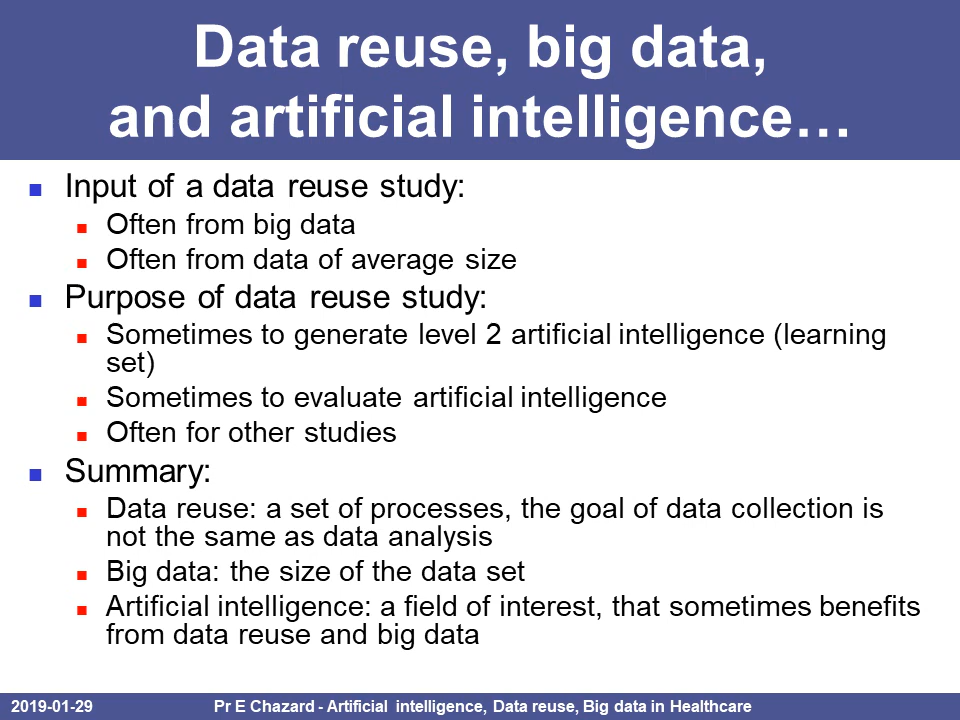 Data reuse, big data,
and artificial intelligence…
Input of a data reuse study:
Often from big data
Often from data of average size
Purpose of data reuse study:
Sometimes to generate level 2 artificial intelligence (learning
set)
Sometimes to evaluate artificial intelligence
Often for other studies
Summary:
Data reuse: a set of processes, the goal of data collection is
not the same as data analysis
Big data: the size of the data set
Artificial intelligence: a field of interest, that sometimes benefits
from data reuse and big data
2019-01-29 Pr E Chazard - Artificial intelligence, Data reuse, Big data in Healthcare